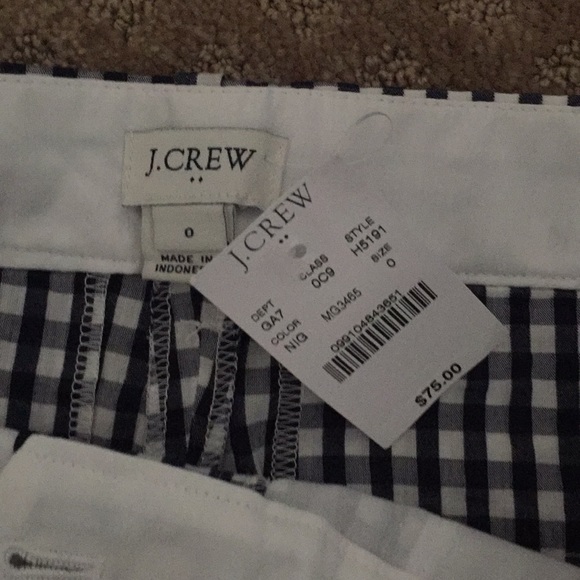 J.CREW
0
MADE IN
INDONE
J.CREW
DEPT CLASS STYLE
GA7 0C9 H5191
COLOR SIZE
NIG MG3465 0
099104843651
$75.00